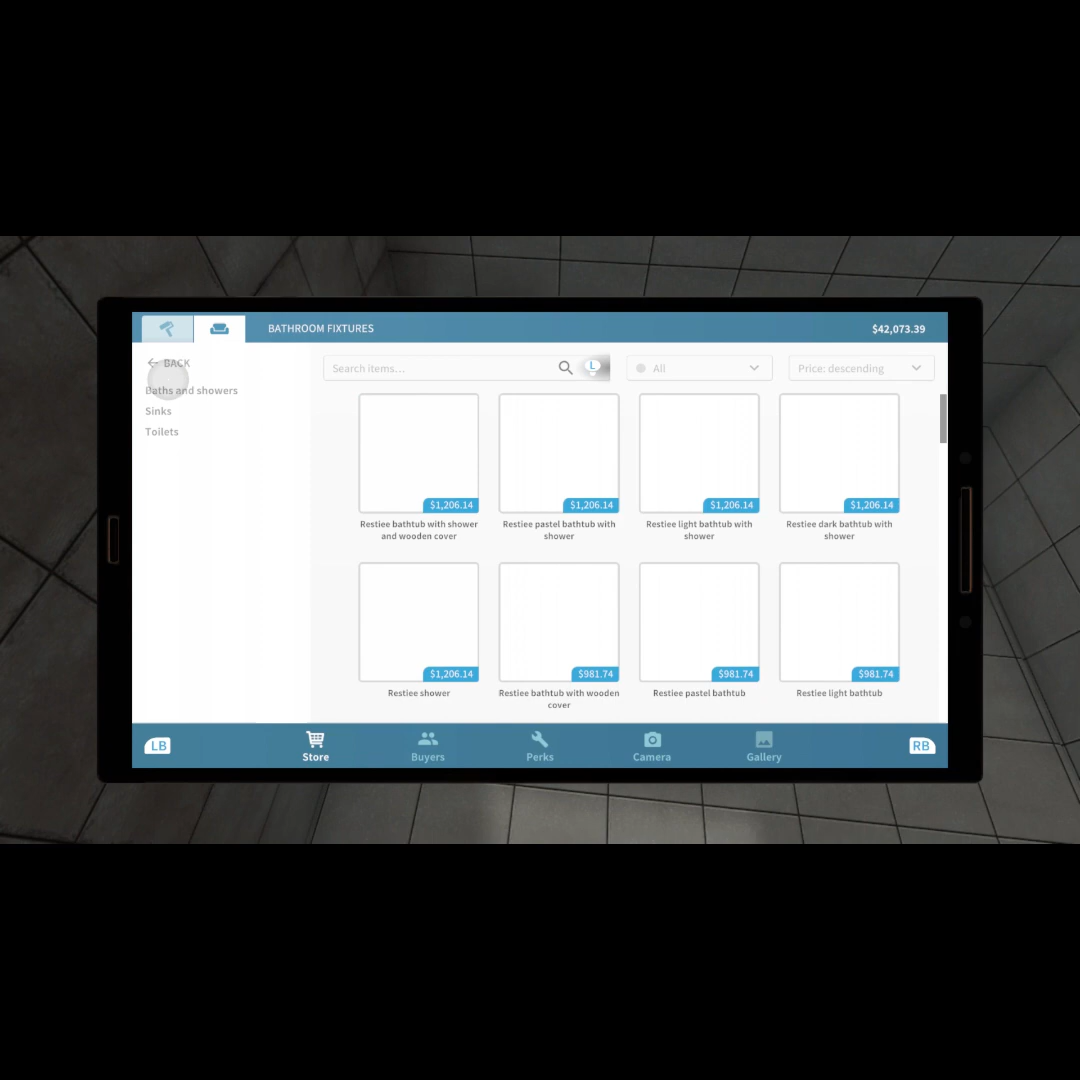 BATHROOM FIXTURES
$42,073.39
BACK
Baths and showers
Sinks
Toilets
Search items...
L
All
Price: descending
$1,206.14
$1,206.14
$1,206.14
$1,206.14
Restiee bathtub with shower
and wooden cover
Restiee pastel bathtub with
shower
Restiee light bathtub with
shower
Restiee dark bathtub with
shower
$1,206.14
$981.74
$981.74
$981.74
Restiee shower
Restiee bathtub with wooden
cover
Restiee pastel bathtub
Restiee light bathtub
LB
Store
Buyers
Perks
Camera
Gallery
RB